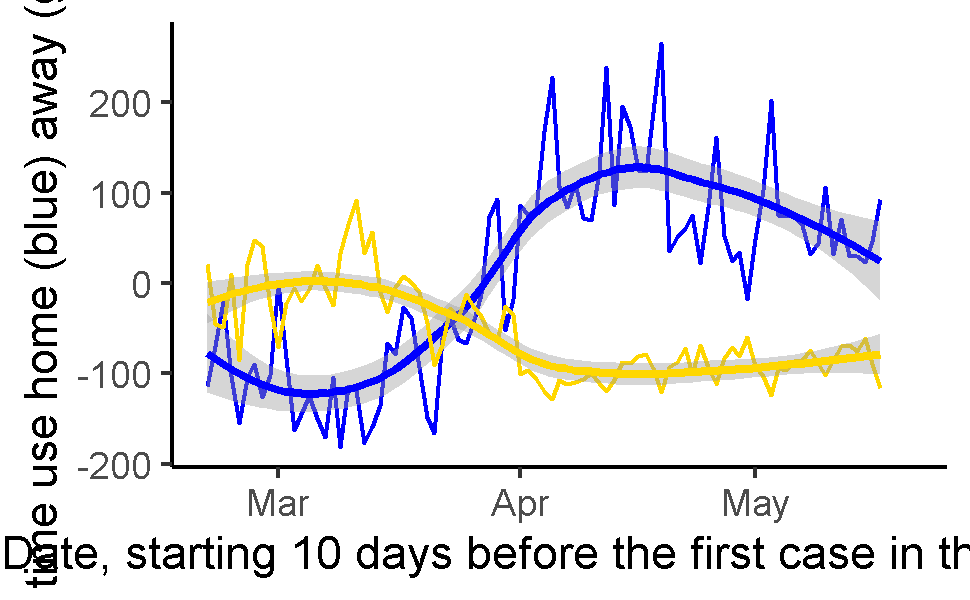 time use home (blue) away (
200
100
0
-100
-200
Mar Apr May
Date, starting 10 days before the first case in th